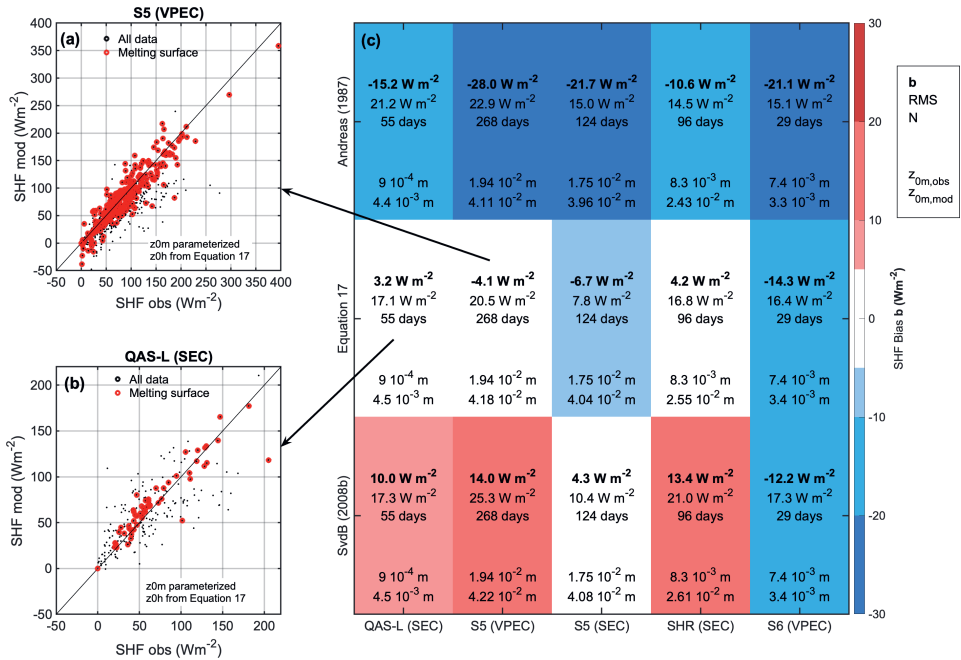 S5 (VPEC)
(a)
All data
Melting surface
SHF mod (Wm-2)
400
350
300
250
200
150
100
50
0
-50
z0m parameterized
z0h from Equation 17
-50 0 50 100 150 200 250 300 350 400
SHF obs (Wm-2)
QAS-L (SEC)
(b)
All data
Melting surface
SHF mod (Wm-2)
200
150
100
50
0
-50
z0m parameterized
z0h from Equation 17
-50 0 50 100 150 200
SHF obs (Wm-2)
(c)
Andreas (1987)
-15.2 W m-2 -28.0 W m-2 -21.7 W m-2 -10.6 W m-2 -21.1 W m-2
21.2 W m-2 22.9 W m-2 15.0 W m-2 14.5 W m-2 15.1 W m-2
55 days 268 days 124 days 96 days 29 days
9 10-4 m 1.94 10-2 m 1.75 10-2 m 8.3 10-3 m 7.4 10-3 m
4.4 10-3 m 4.11 10-2 m 3.96 10-2 m 2.43 10-2 m 3.3 10-3 m
Equation 17
3.2 W m-2 -4.1 W m-2 -6.7 W m-2 4.2 W m-2 -14.3 W m-2
17.1 W m-2 20.5 W m-2 7.8 W m-2 16.8 W m-2 16.4 W m-2
55 days 268 days 124 days 96 days 29 days
9 10-4 m 1.94 10-2 m 1.75 10-2 m 8.3 10-3 m 7.4 10-3 m
4.5 10-3 m 4.18 10-2 m 4.04 10-2 m 2.55 10-2 m 3.4 10-3 m
SvdB (2008b)
10.0 W m-2 14.0 W m-2 4.3 W m-2 13.4 W m-2 -12.2 W m-2
17.3 W m-2 25.3 W m-2 10.4 W m-2 21.0 W m-2 17.3 W m-2
55 days 268 days 124 days 96 days 29 days
9 10-4 m 1.94 10-2 m 1.75 10-2 m 8.3 10-3 m 7.4 10-3 m
4.5 10-3 m 4.22 10-2 m 4.08 10-2 m 2.61 10-2 m 3.4 10-3 m
QAS-L (SEC) S5 (VPEC) S5 (SEC) SHR (SEC) S6 (VPEC)
30
20
10
0
-10
-20
-30
SHF Bias b (Wm-2)
b
RMS
N
z0m,obs
z0m,mod